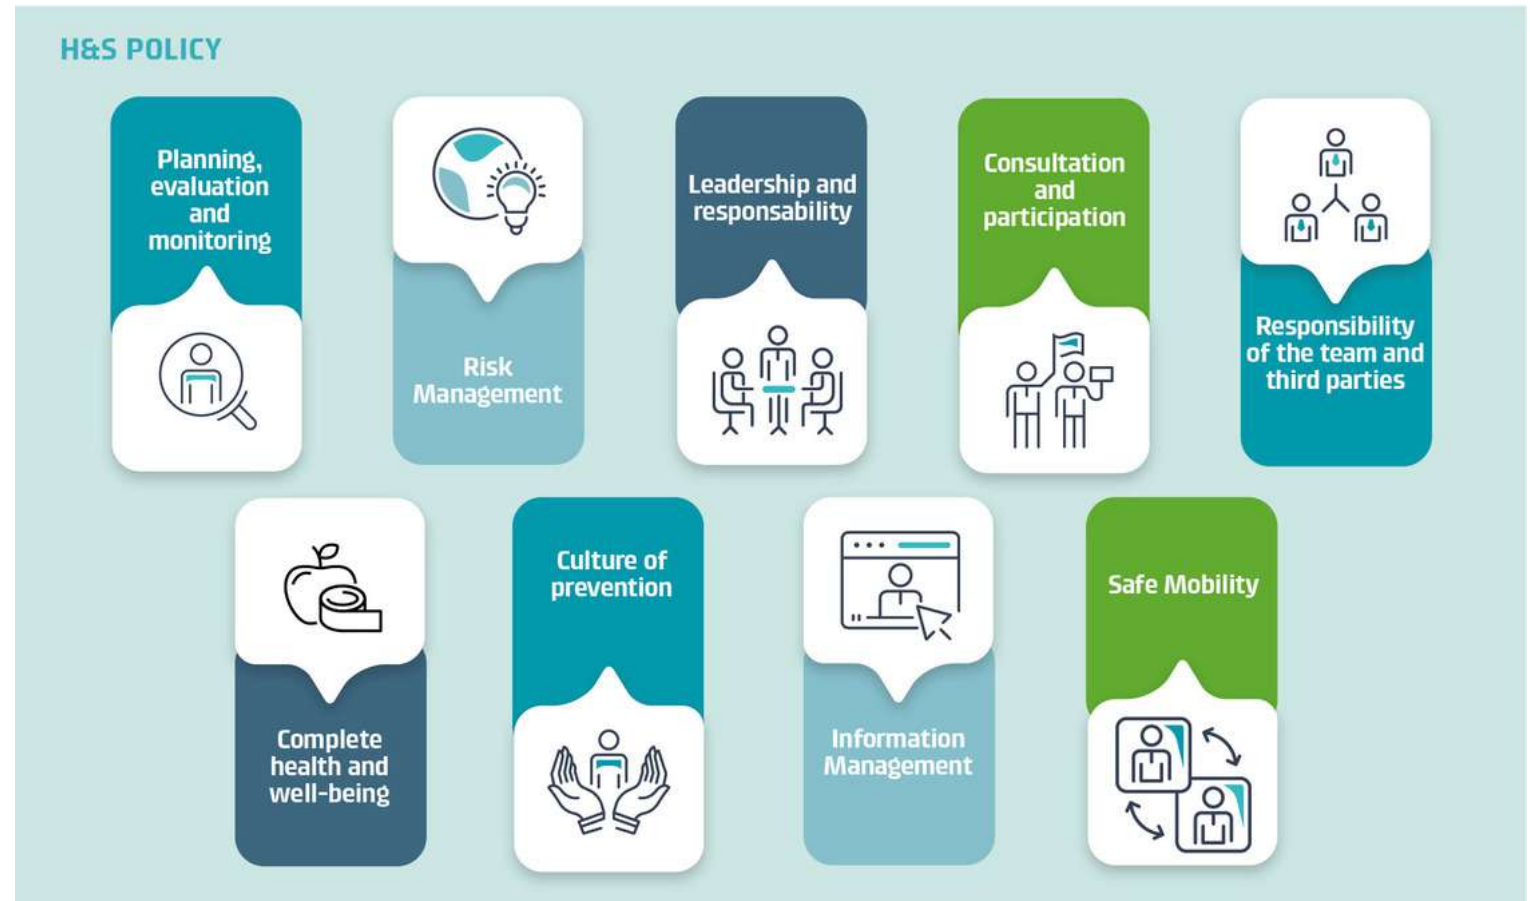 H&S POLICY
Planning,
evaluation
and
monitoring
Risk
Management
Leadership and
responsability
Consultation
and
participation
Responsibility
of the team and
third parties
Complete
health and
well-being
Culture of
prevention
Information
Management
Safe Mobility